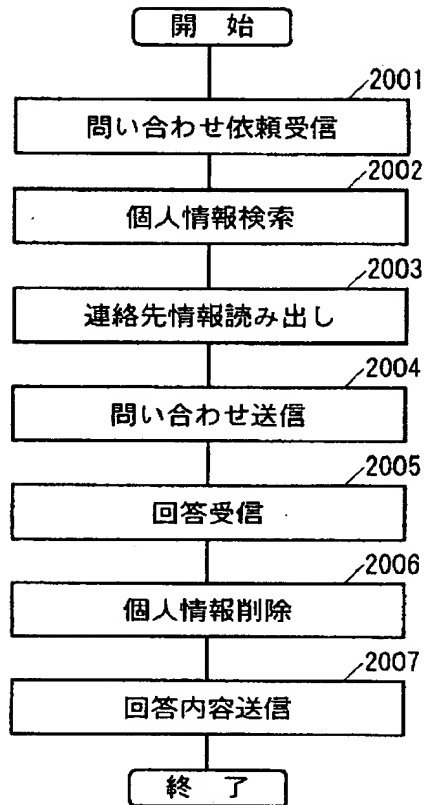 開 始
2001
問い合わせ依頼受信
2002
個人情報検索
2003
連絡先情報読み出し
2004
問い合わせ送信
2005
回答受信
2006
個人情報削除
2007
回答内容送信
終 了